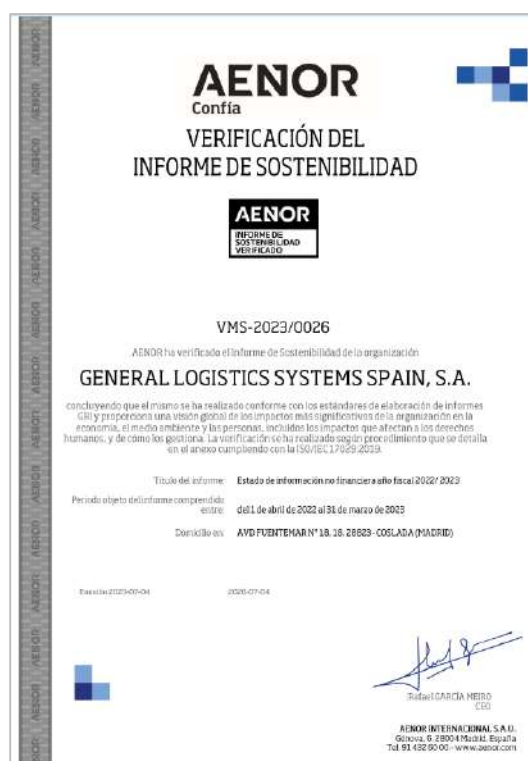 AENOR
Confía
VERIFICACIÓN DEL
INFORME DE SOSTENIBILIDAD
AENOR
INFORME DE
SOSTENIBILIDAD
VERIFICADO
VMS-2023/0026
AENOR ha verificado el Informe de Sostenibilidad de la organización
GENERAL LOGISTICS SYSTEMS SPAIN, S.A.
concluyendo que el mismo se ha realizado conforme con los estándares de elaboración de informes
GRI y proporciona una visión global de los impactos más significativos de la organización en la
economía, el medio ambiente y las personas, incluidos los impactos que afectan a los derechos
humanos, y de cómo los gestiona. La verificación se ha realizado según procedimiento que se detalla
en el anexo cumpliendo con la ISO/IEC 17029:2019.
Título del informe: Estado de información no financiera año fiscal 2022/ 2023
Periodo objeto del informe comprendido
entre: del 1 de abril de 2022 al 31 de marzo de 2023
Domicilio en: AVD FUENTEMAR Nº 18, 18. 28823 - COSLADA (MADRID)
2023-07-04 2026-07-04
Rafael GARCÍA MEIRO
CEO
AENOR INTERNACIONAL S.A.U.
Génova, 6. 28004 Madrid. España
Tel. 91 432 60 00.- www.aenor.com